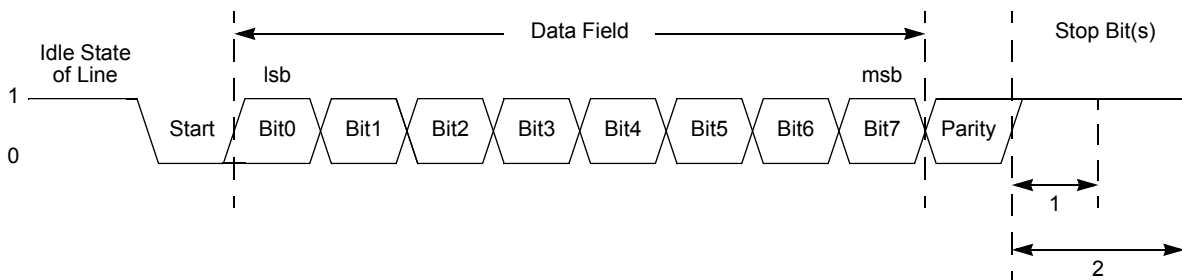 Data Field
Stop Bit(s)
Idle State
of Line
lsb
msb
1
Start
Bit0
Bit1
Bit2
Bit3
Bit4
Bit5
Bit6
Bit7
Parity
0
1
2